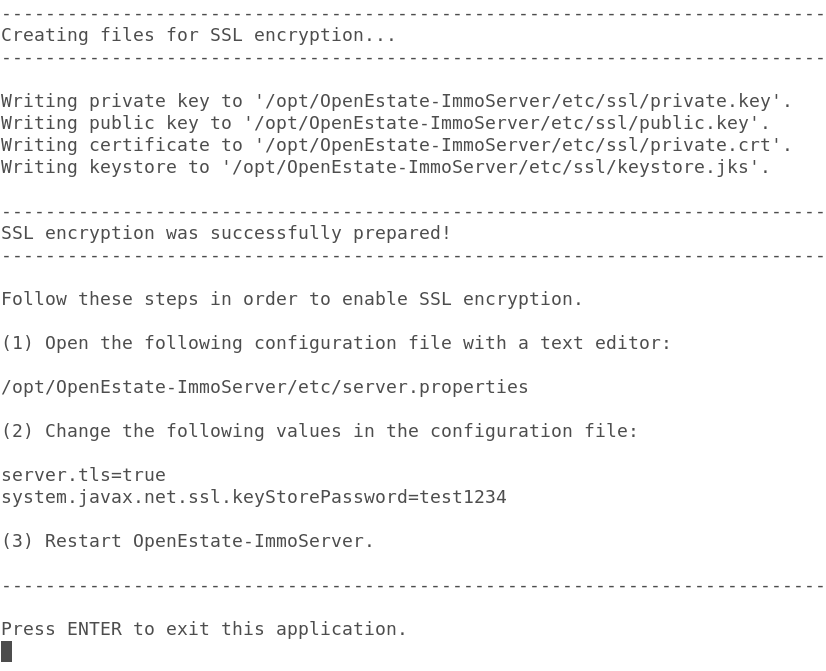 ---------------------------------------------------------------------------
Creating files for SSL encryption...
---------------------------------------------------------------------------
Writing private key to '/opt/OpenEstate-ImmoServer/etc/ssl/private.key'.
Writing public key to '/opt/OpenEstate-ImmoServer/etc/ssl/public.key'.
Writing certificate to '/opt/OpenEstate-ImmoServer/etc/ssl/private.crt'.
Writing keystore to '/opt/OpenEstate-ImmoServer/etc/ssl/keystore.jks'.
---------------------------------------------------------------------------
SSL encryption was successfully prepared!
---------------------------------------------------------------------------
Follow these steps in order to enable SSL encryption.
(1) Open the following configuration file with a text editor:
/opt/OpenEstate-ImmoServer/etc/server.properties
(2) Change the following values in the configuration file:
server.tls=true
system.javax.net.ssl.keyStorePassword=test1234
(3) Restart OpenEstate-ImmoServer.
---------------------------------------------------------------------------
Press ENTER to exit this application.